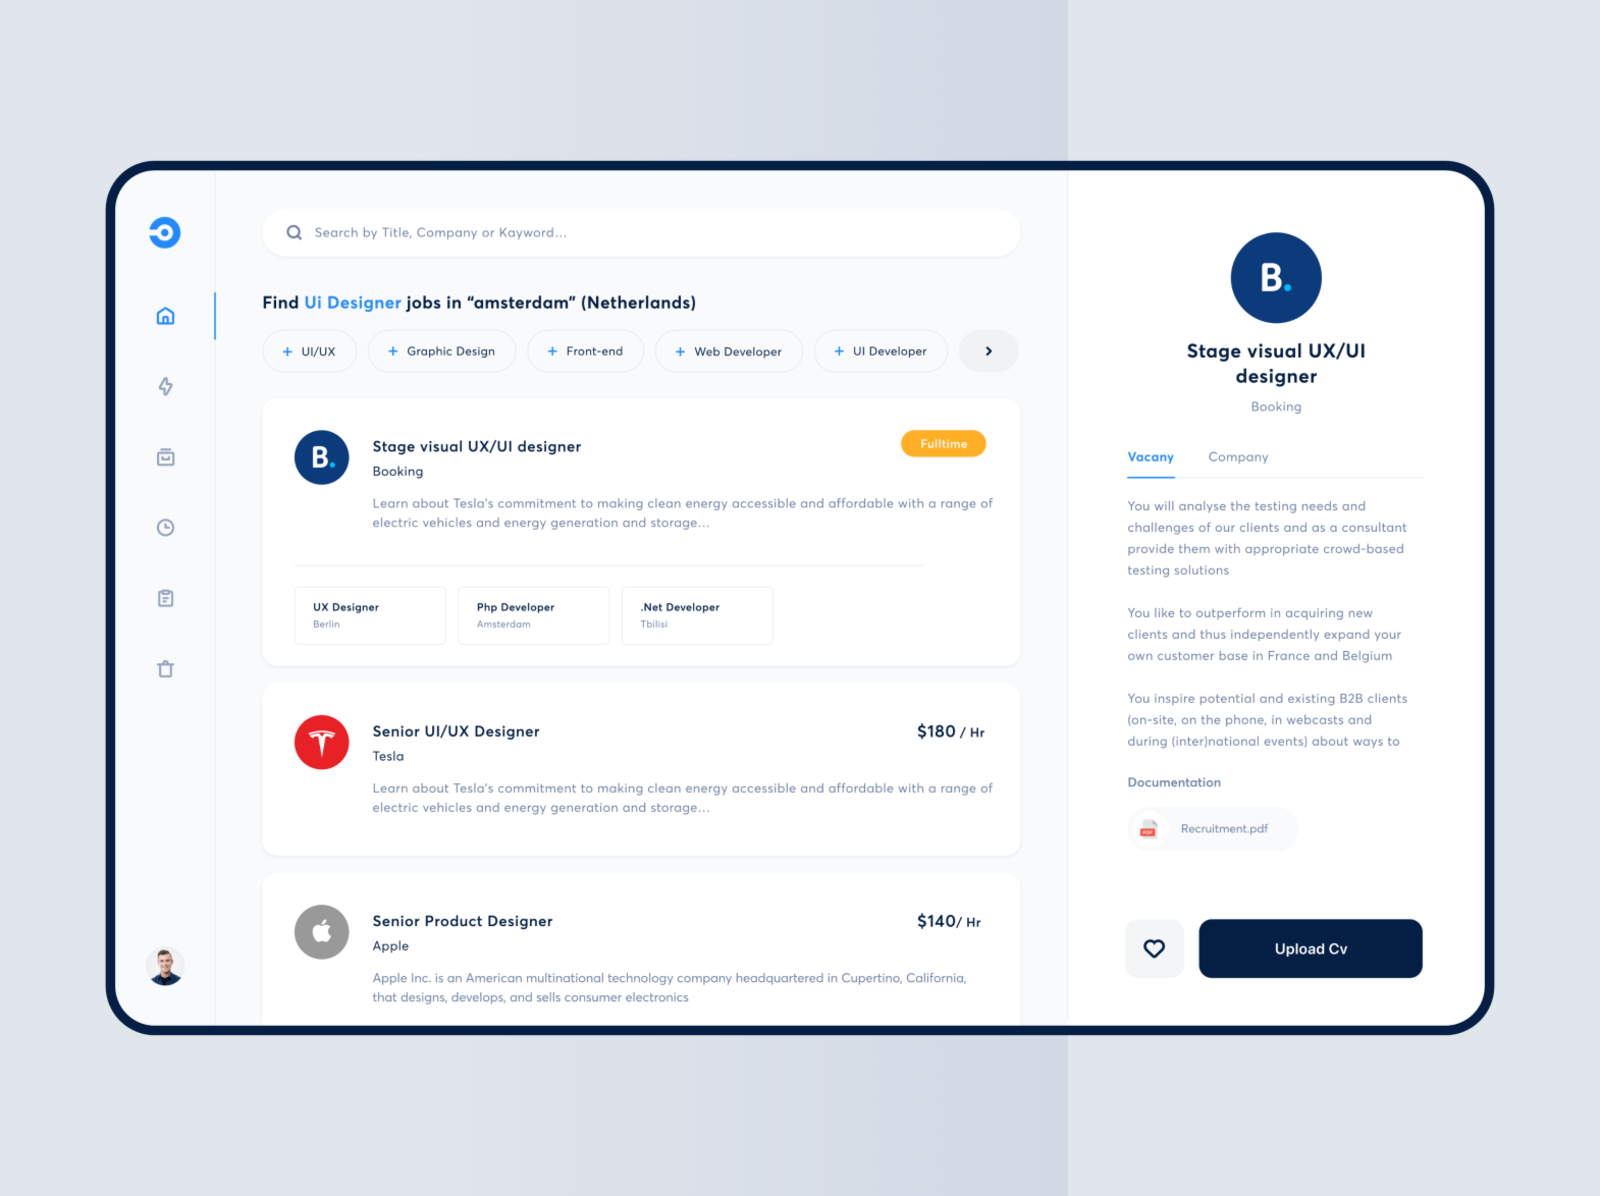 Search by Title, Company or Kayword...
Find Ui Designer jobs in “amsterdam” (Netherlands)
+ UI/UX
+ Graphic Design
+ Front-end
+ Web Developer
+ UI Developer
B.
Stage visual UX/UI designer
Fulltime
Booking
Learn about Tesla's commitment to making clean energy accessible and affordable with a range of
electric vehicles and energy generation and storage...
UX Designer
Berlin
Php Developer
Amsterdam
.Net Developer
Tbilisi
Senior UI/UX Designer
$180 / Hr
Tesla
Learn about Tesla's commitment to making clean energy accessible and affordable with a range of
electric vehicles and energy generation and storage...
Senior Product Designer
$140/ Hr
Apple
Apple Inc. is an American multinational technology company headquartered in Cupertino, California,
that designs, develops, and sells consumer electronics
B.
Stage visual UX/UI
designer
Booking
Vacany
Company
You will analyse the testing needs and
challenges of our clients and as a consultant
provide them with appropriate crowd-based
testing solutions
You like to outperform in acquiring new
clients and thus independently expand your
own customer base in France and Belgium
You inspire potential and existing B2B clients
(on-site, on the phone, in webcasts and
during (inter)national events) about ways to
Documentation
PDF
Recruitment.pdf
Upload Cv